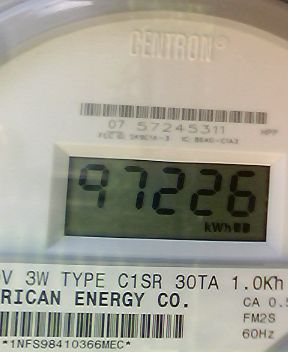 CENTRON®
07 57245311 HPP
97226
kWh
V 3W TYPE C1SR 30TA 1.0Kh
RICAN ENERGY CO.
CA 0.5
FM2S
60Hz
*1NFS98410366MEC*